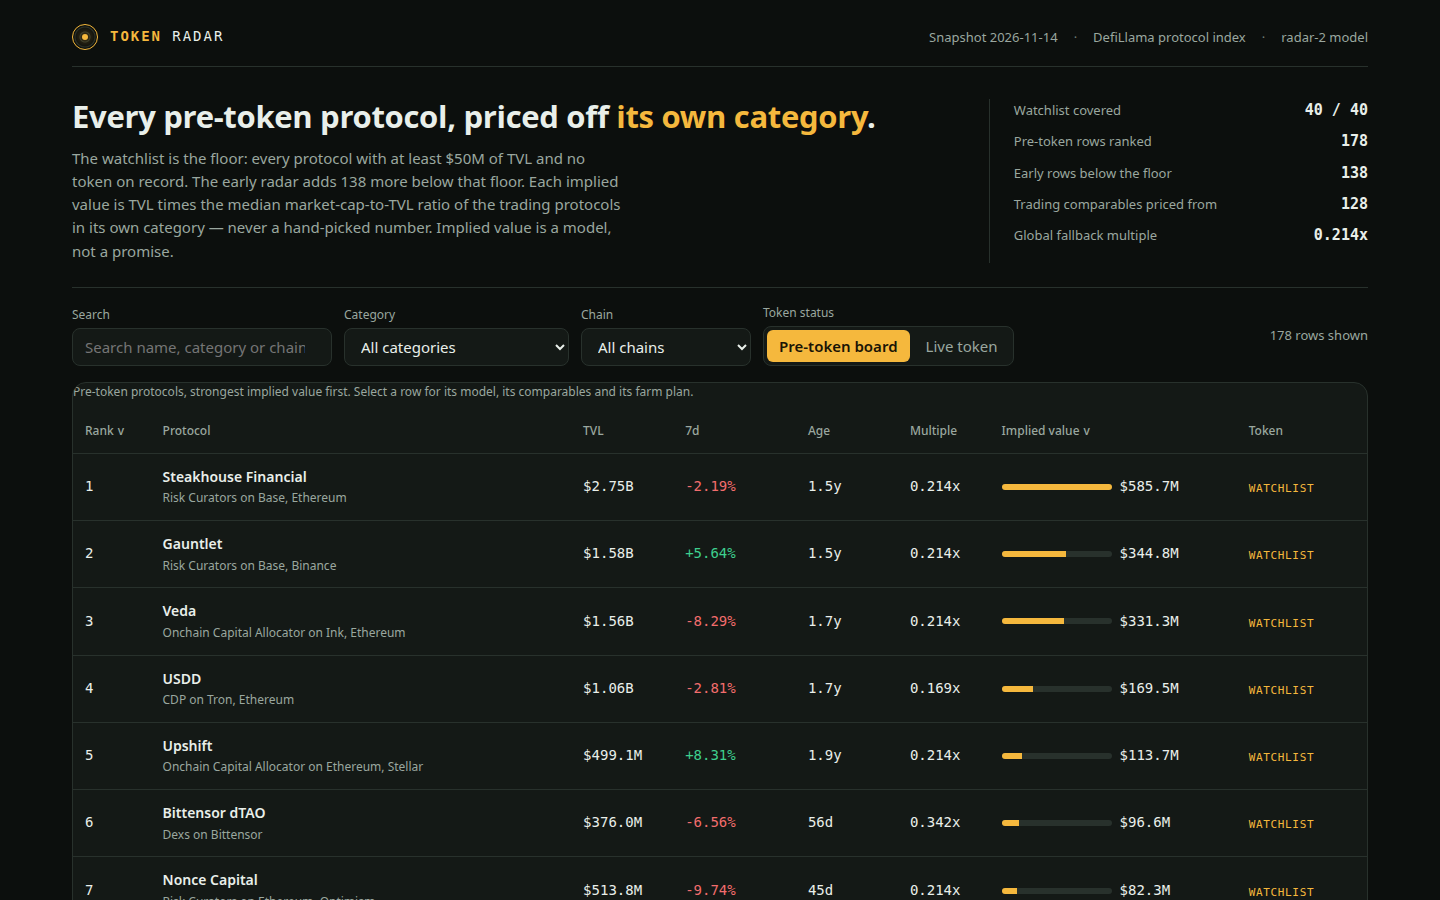 TOKEN RADAR
Snapshot 2026-11-14 · DefiLlama protocol index · radar-2 model
Every pre-token protocol, priced off its own category.
The watchlist is the floor: every protocol with at least $50M of TVL and no
token on record. The early radar adds 138 more below that floor. Each implied
value is TVL times the median market-cap-to-TVL ratio of the trading protocols
in its own category — never a hand-picked number. Implied value is a model,
not a promise.
Watchlist covered 40 / 40
Pre-token rows ranked 178
Early rows below the floor 138
Trading comparables priced from 128
Global fallback multiple 0.214x
Search Category Chain Token status
Search name, category or chain All categories All chains Pre-token board Live token 178 rows shown
Pre-token protocols, strongest implied value first. Select a row for its model, its comparables and its farm plan.
Rank v Protocol TVL 7d Age Multiple Implied value v Token
1 Steakhouse Financial $2.75B -2.19% 1.5y 0.214x $585.7M WATCHLIST
Risk Curators on Base, Ethereum
2 Gauntlet $1.58B +5.64% 1.5y 0.214x $344.8M WATCHLIST
Risk Curators on Base, Binance
3 Veda $1.56B -8.29% 1.7y 0.214x $331.3M WATCHLIST
Onchain Capital Allocator on Ink, Ethereum
4 USDD $1.06B -2.81% 1.7y 0.169x $169.5M WATCHLIST
CDP on Tron, Ethereum
5 Upshift $499.1M +8.31% 1.9y 0.214x $113.7M WATCHLIST
Onchain Capital Allocator on Ethereum, Stellar
6 Bittensor dTAO $376.0M -6.56% 56d 0.342x $96.6M WATCHLIST
Dexs on Bittensor
7 Nonce Capital $513.8M -9.74% 45d 0.214x $82.3M WATCHLIST
Risk Curators on Ethereum, Optimism